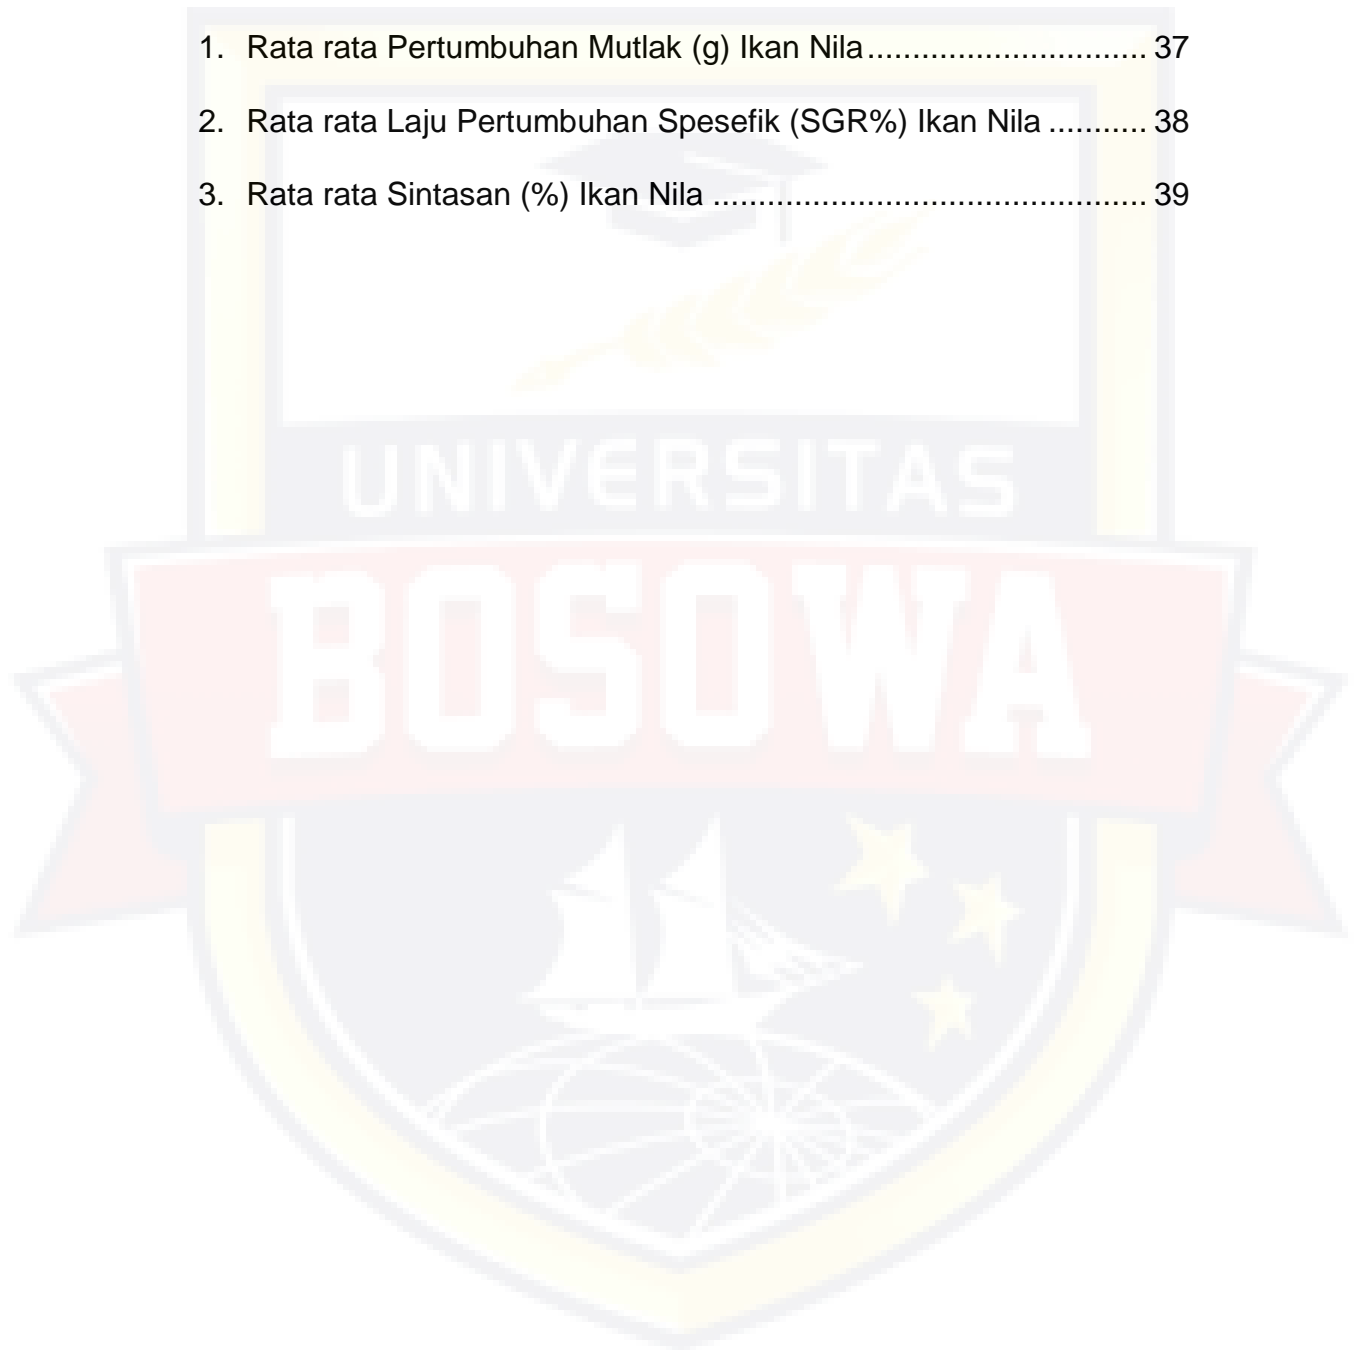 1. Rata rata Pertumbuhan Mutlak (g) Ikan Nila............................... 37
2. Rata rata Laju Pertumbuhan Spesefik (SGR%) Ikan Nila ........... 38
3. Rata rata Sintasan (%) Ikan Nila ................................................ 39
UNIVERSITAS
BOSOWA